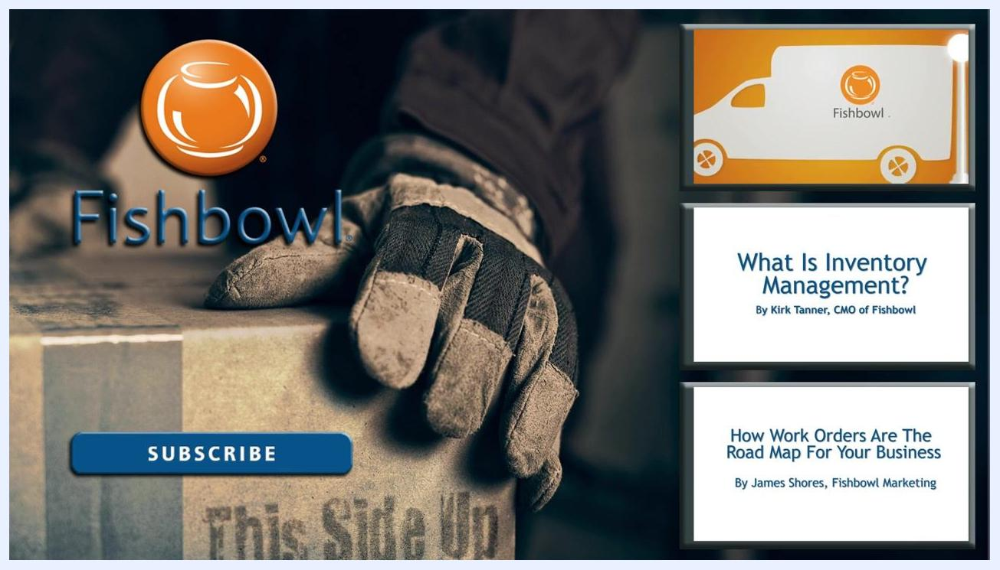 Fishbowl
SUBSCRIBE
This Side Up
Fishbowl
What Is Inventory
Management?
By Kirk Tanner, CMO of Fishbowl
How Work Orders Are The
Road Map For Your Business
By James Shores, Fishbowl Marketing